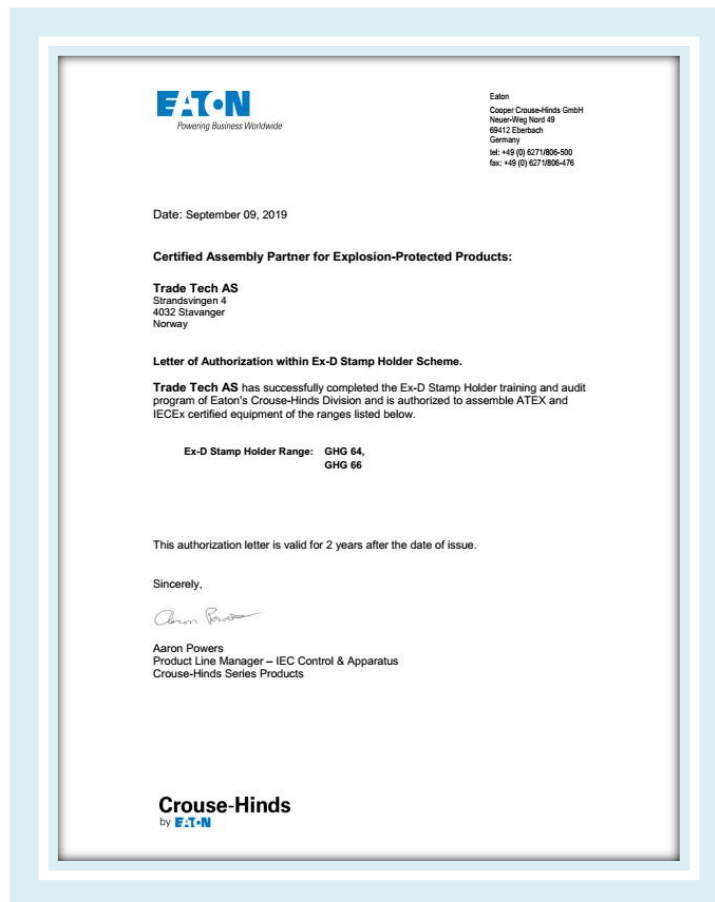 EATON
Powering Business Worldwide
Eaton
Cooper Crouse-Hinds GmbH
Neuer-Weg Nord 49
69412 Eberbach
Germany
tel: +49 (0) 6271/806-500
fax: +49 (0) 6271/806-476
Date: September 09, 2019
Certified Assembly Partner for Explosion-Protected Products:
Trade Tech AS
Strandsvingen 4
4032 Stavanger
Norway
Letter of Authorization within Ex-D Stamp Holder Scheme.
Trade Tech AS has successfully completed the Ex-D Stamp Holder training and audit
program of Eaton's Crouse-Hinds Division and is authorized to assemble ATEX and
IECEx certified equipment of the ranges listed below.
Ex-D Stamp Holder Range: GHG 64,
GHG 66
This authorization letter is valid for 2 years after the date of issue.
Sincerely,
Aaron Powers
Aaron Powers
Product Line Manager – IEC Control & Apparatus
Crouse-Hinds Series Products
Crouse-Hinds
by EATON